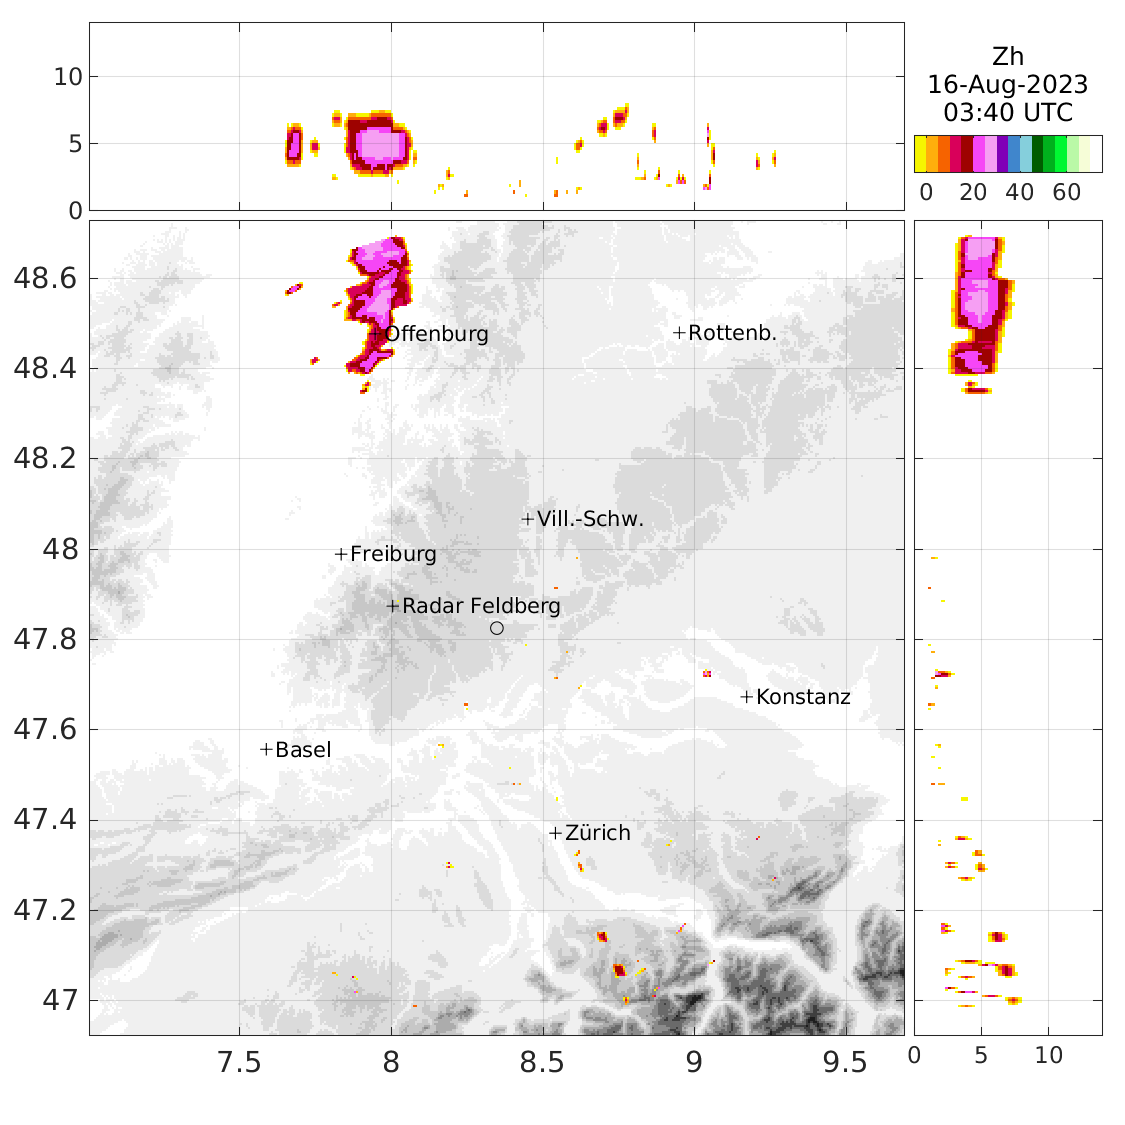 10
5
0
Zh
16-Aug-2023
03:40 UTC
0 20 40 60
48.6
48.4
48.2
48
47.8
47.6
47.4
47.2
47
Offenburg
Rottenb.
Vill.-Schw.
Freiburg
Radar Feldberg
Konstanz
Basel
Zürich
7.5 8 8.5 9 9.5
0 5 10